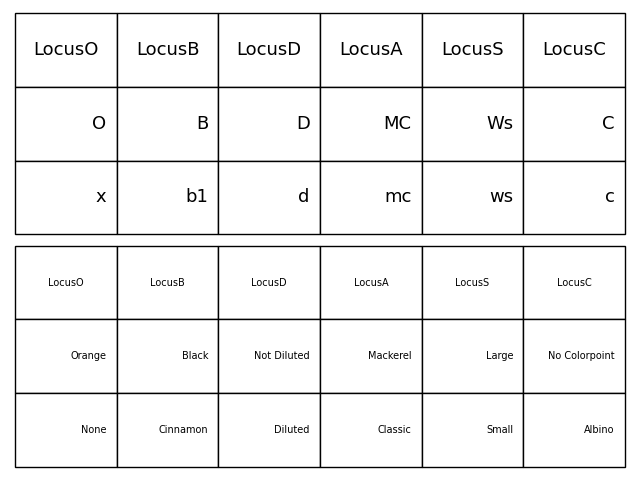 LocusO LocusB LocusD LocusA LocusS LocusC
O B D MC Ws C
x b1 d mc ws c
LocusO LocusB LocusD LocusA LocusS LocusC
Orange Black Not Diluted Mackerel Large No Colorpoint
None Cinnamon Diluted Classic Small Albino